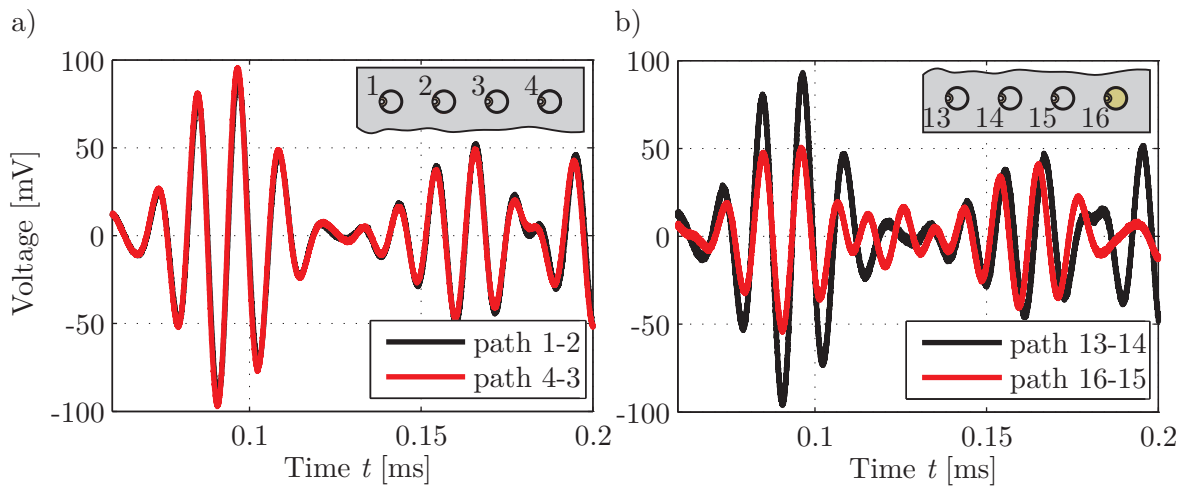 a)
100
50
0
-50
-100
Voltage [mV]
1 2 3 4
path 1-2
path 4-3
0.1 0.15 0.2
Time t [ms]
b)
100
50
0
-50
-100
13 14 15 16
path 13-14
path 16-15
0.1 0.15 0.2
Time t [ms]